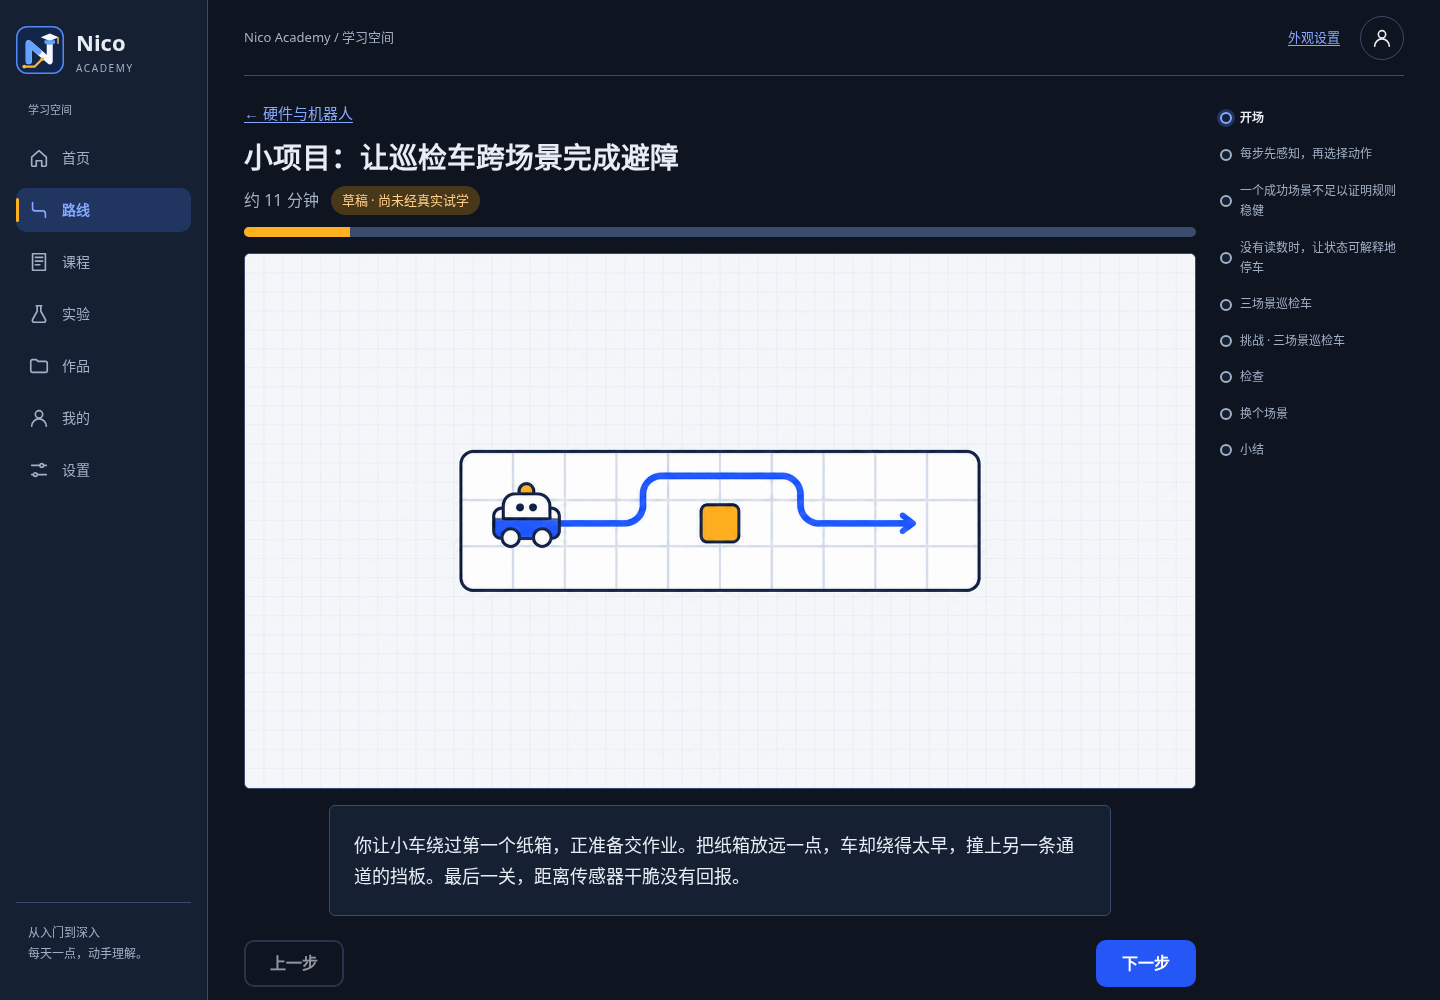 Nico
ACADEMY
学习空间
首页
路线
课程
实验
作品
我的
设置
从入门到深入
每天一点，动手理解。
Nico Academy / 学习空间
外观设置
← 硬件与机器人
小项目：让巡检车跨场景完成避障
约 11 分钟
草稿 · 尚未经真实试学
你让小车绕过第一个纸箱，正准备交作业。把纸箱放远一点，车却绕得太早，撞上另一条通
道的挡板。最后一关，距离传感器干脆没有回报。
上一步
下一步
开场
每步先感知，再选择动作
一个成功场景不足以证明规则
稳健
没有读数时，让状态可解释地
停车
三场景巡检车
挑战 · 三场景巡检车
检查
换个场景
小结